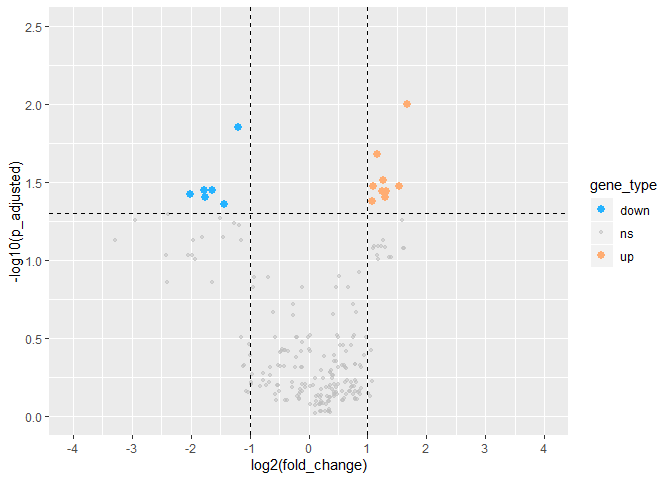 2.5
2.0
1.5
1.0
0.5
0.0
-log10(p_adjusted)
-4 -3 -2 -1 0 1 2 3 4
log2(fold_change)
gene_type
down
ns
up